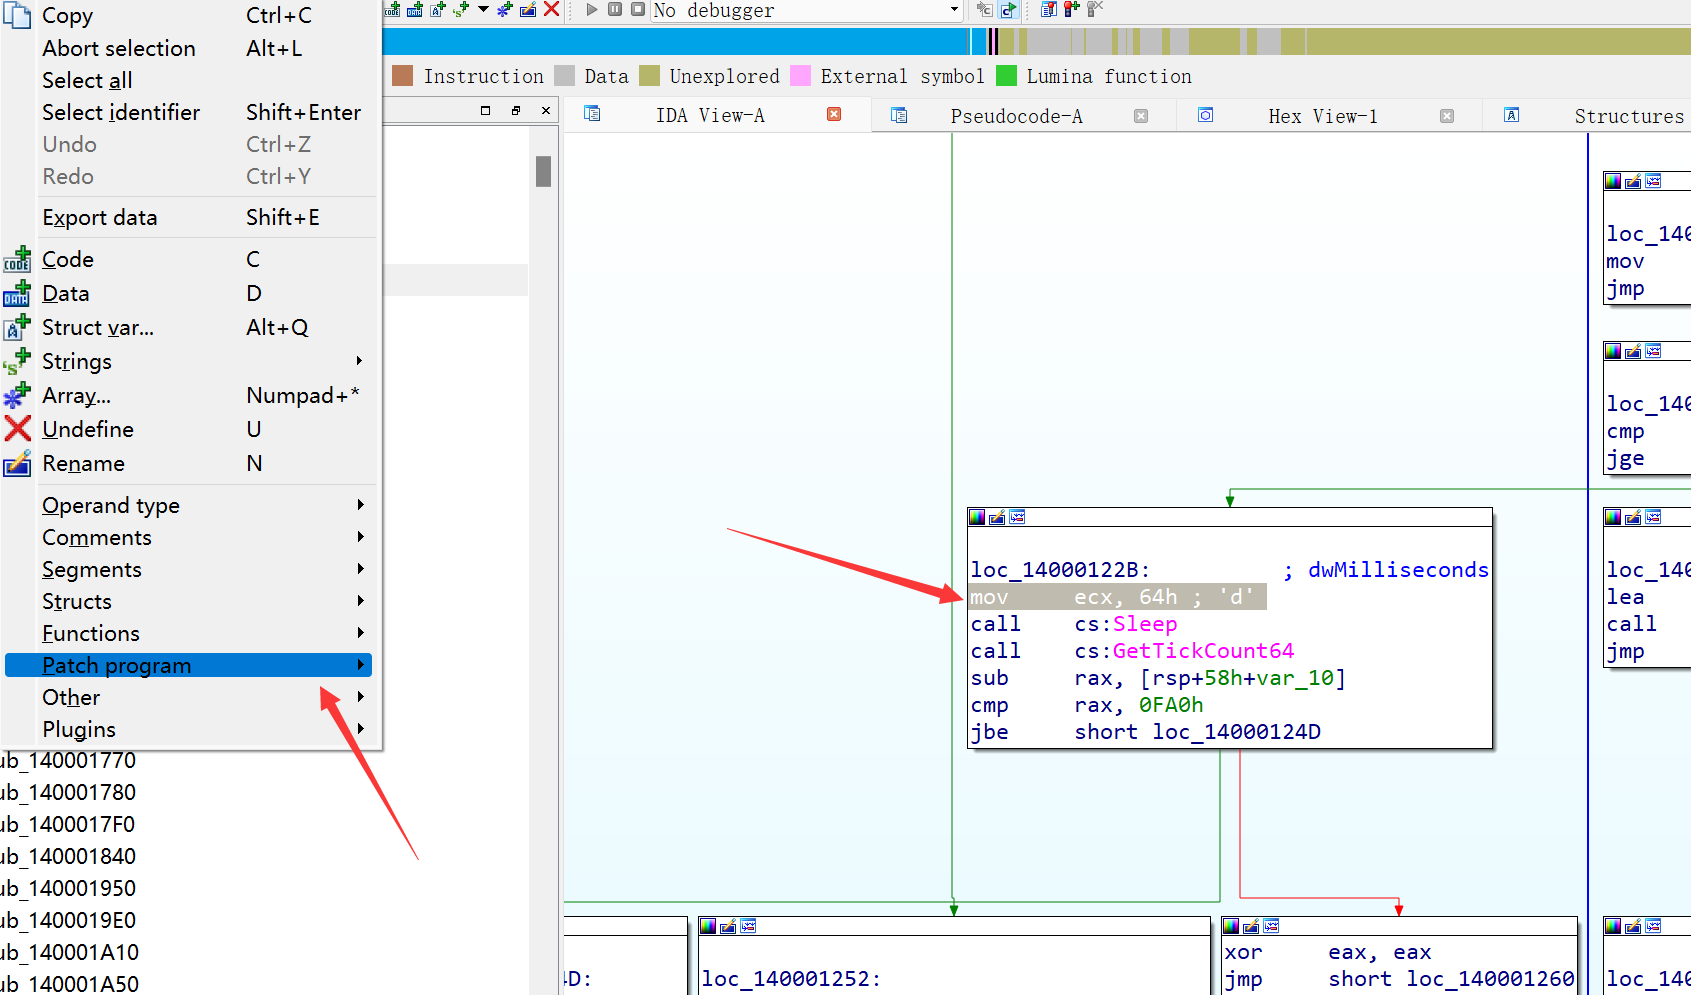 Copy Ctrl+C
Abort selection Alt+L
Select all
Select identifier Shift+Enter
Undo Ctrl+Z
Redo Ctrl+Y
Export data Shift+E
Code C
Data D
Struct var... Alt+Q
Strings
Array... Numpad+*
Undefine U
Rename N
Operand type
Comments
Segments
Structs
Functions
Patch program
Other
Plugins
ub_140001770
ub_140001780
ub_1400017F0
ub_140001840
ub_140001950
ub_1400019E0
ub_140001A10
ub_140001A50
No debugger
Instruction Data Unexplored External symbol Lumina function
IDA View-A Pseudocode-A Hex View-1 Structures
loc_14000122B: ; dwMilliseconds
mov ecx, 64h ; 'd'
call cs:Sleep
call cs:GetTickCount64
sub rax, [rsp+58h+var_10]
cmp rax, 0FA0h
jbe short loc_14000124D
loc_140
mov
jmp
loc_140
cmp
jge
loc_140
lea
call
jmp
4D:
loc_140001252:
xor eax, eax
jmp short loc_140001260
loc_140